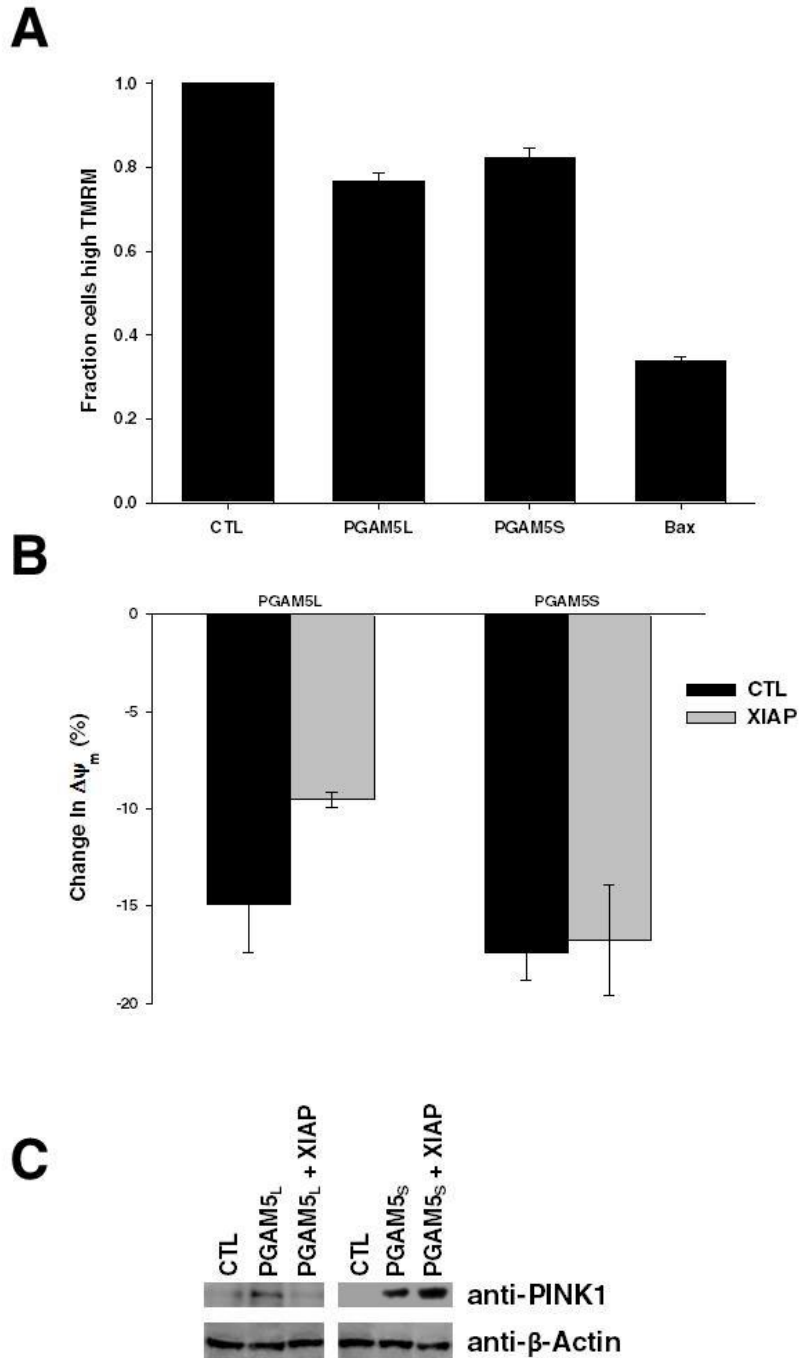 A
Fraction cells high TMRM
1.0
0.8
0.6
0.4
0.2
0.0
CTL
PGAM5L
PGAM5S
Bax
B
PGAM5L
PGAM5S
Change in Δψm (%)
0
-5
-10
-15
-20
CTL
XIAP
C
CTL
PGAM5L
PGAM5L + XIAP
CTL
PGAM5S
PGAM5S + XIAP
anti-PINK1
anti-β-Actin